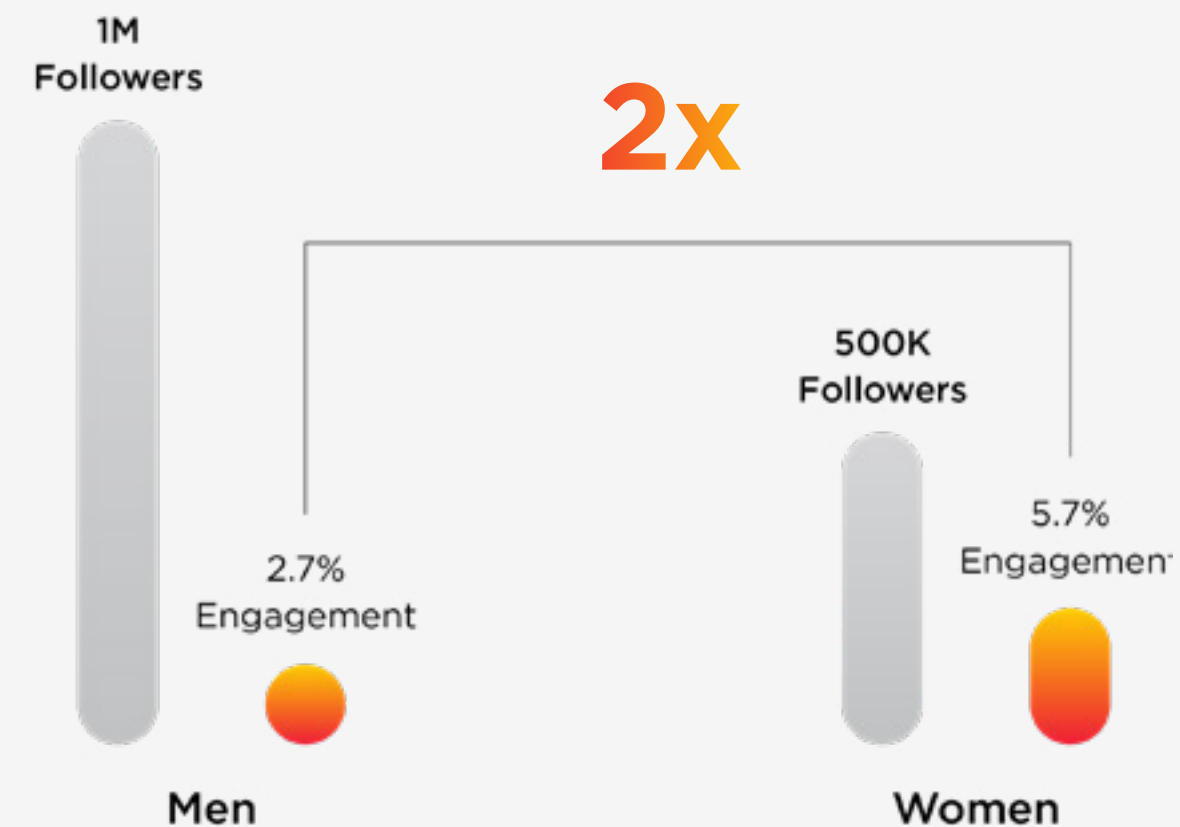 1M
Followers
2x
500K
Followers
2.7%
Engagement
5.7%
Engagemen
Men
Women